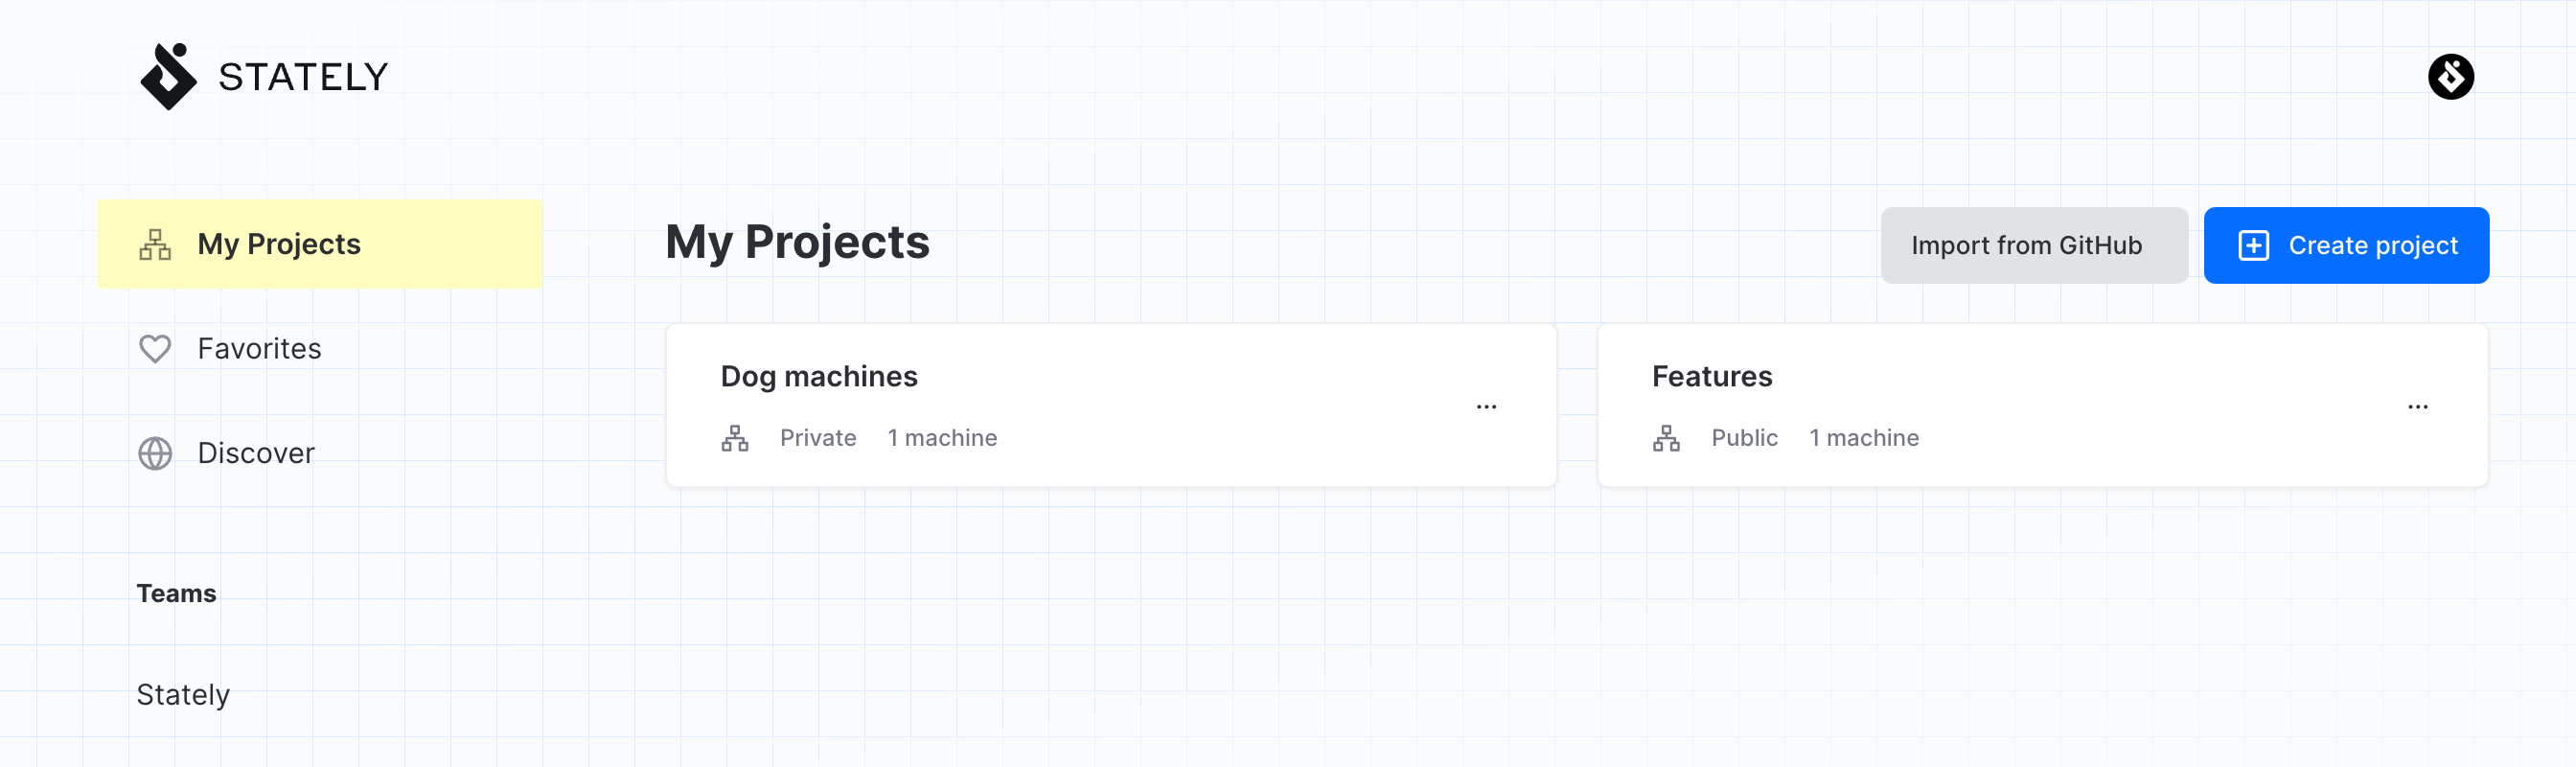 STATELY
My Projects
Favorites
Discover
Teams
Stately
My Projects
Import from GitHub
Create project
Dog machines
Private 1 machine
...
Features
Public 1 machine
...